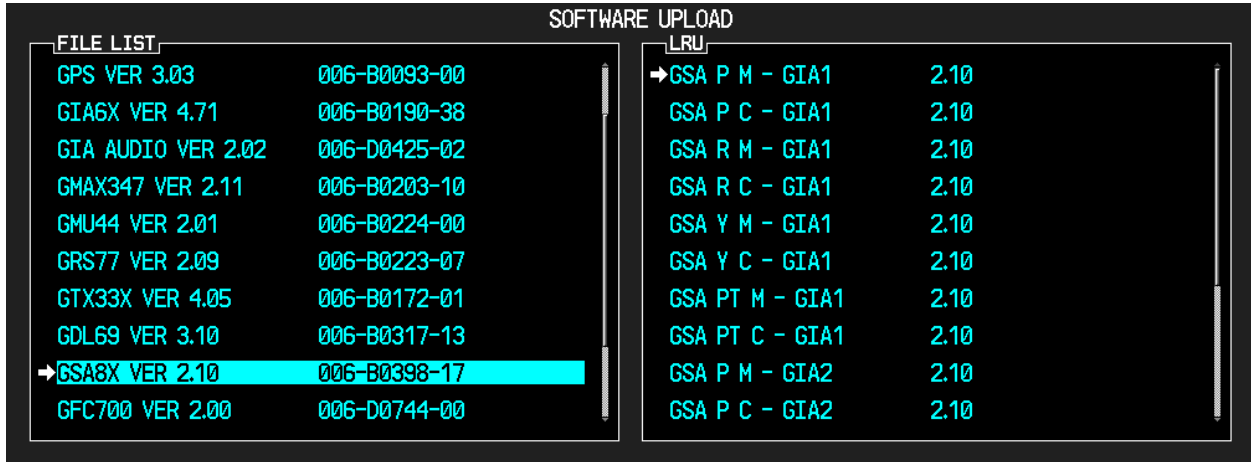 SOFTWARE UPLOAD
FILE LIST
GPS VER 3.03 006-B0093-00
GIA6X VER 4.71 006-B0190-38
GIA AUDIO VER 2.02 006-D0425-02
GMAX347 VER 2.11 006-B0203-10
GMU44 VER 2.01 006-B0224-00
GRS77 VER 2.09 006-B0223-07
GTX33X VER 4.05 006-B0172-01
GDL69 VER 3.10 006-B0317-13
GSA8X VER 2.10 006-B0398-17
GFC700 VER 2.00 006-D0744-00
LRU
GSA P M - GIA1 2.10
GSA P C - GIA1 2.10
GSA R M - GIA1 2.10
GSA R C - GIA1 2.10
GSA Y M - GIA1 2.10
GSA Y C - GIA1 2.10
GSA PT M - GIA1 2.10
GSA PT C - GIA1 2.10
GSA P M - GIA2 2.10
GSA P C - GIA2 2.10